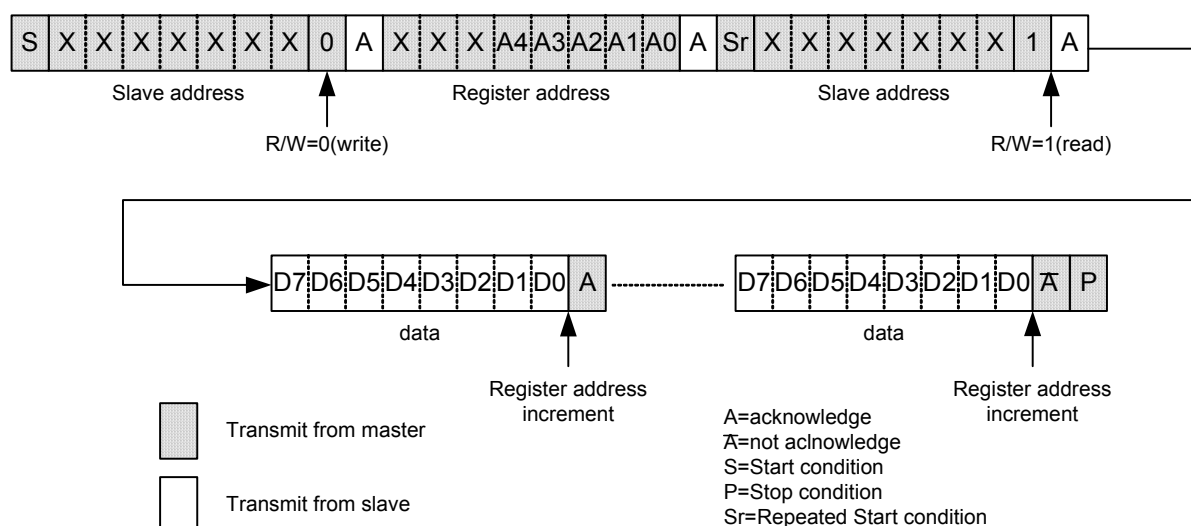 S X X X X X X X 0 A X X X A4 A3 A2 A1 A0 A Sr X X X X X X X 1 A
Slave address Register address Slave address
R/W=0(write) R/W=1(read)
D7 D6 D5 D4 D3 D2 D1 D0 A D7 D6 D5 D4 D3 D2 D1 D0 A̅ P
data data
Register address Register address
increment increment
Transmit from master
Transmit from slave
A=acknowledge
A̅=not aclnowledge
S=Start condition
P=Stop condition
Sr=Repeated Start condition